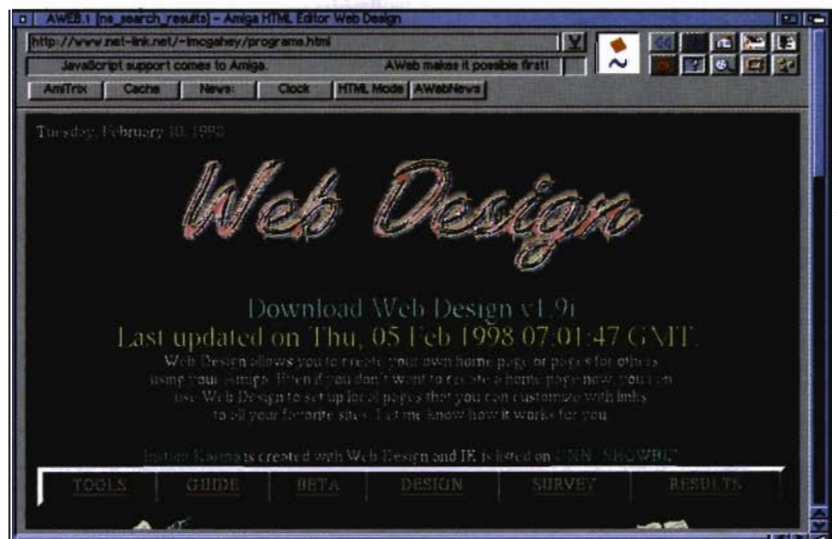 AWEB.1 [ns_search_results] - Amiga HTML Editor Web Design
http://www.net-link.net/~lmcgahey/programs.html
JavaScript support comes to Amiga. AWeb makes it possible first!
AmiTrix Cache News: Clock HTML Mode AWebNews
Tuesday, February 10, 1998
Web Design
Download Web Design v1.9i
Last updated on Thu, 05 Feb 1998 07:01:47 GMT.
Web Design allows you to create your own home page or pages for others
using your Amiga. Even if you don't want to create a home page now, you can
use Web Design to set up local pages that you can customize with links
to all your favorite sites. Let me know how it works for you.
Instant Karma is created with Web Design and IK is listed on CNN/SHOWBIZ
TOOLS GUIDE BETA DESIGN SURVEY RESULTS